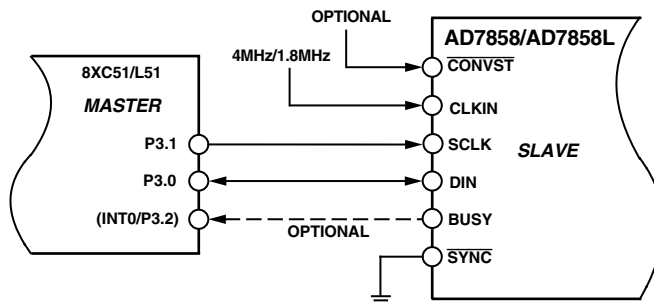 OPTIONAL
AD7858/AD7858L
4MHz/1.8MHz
8XC51/L51
MASTER
CONVST
CLKIN
P3.1
SCLK
SLAVE
P3.0
DIN
(INT0/P3.2)
BUSY
OPTIONAL
SYNC